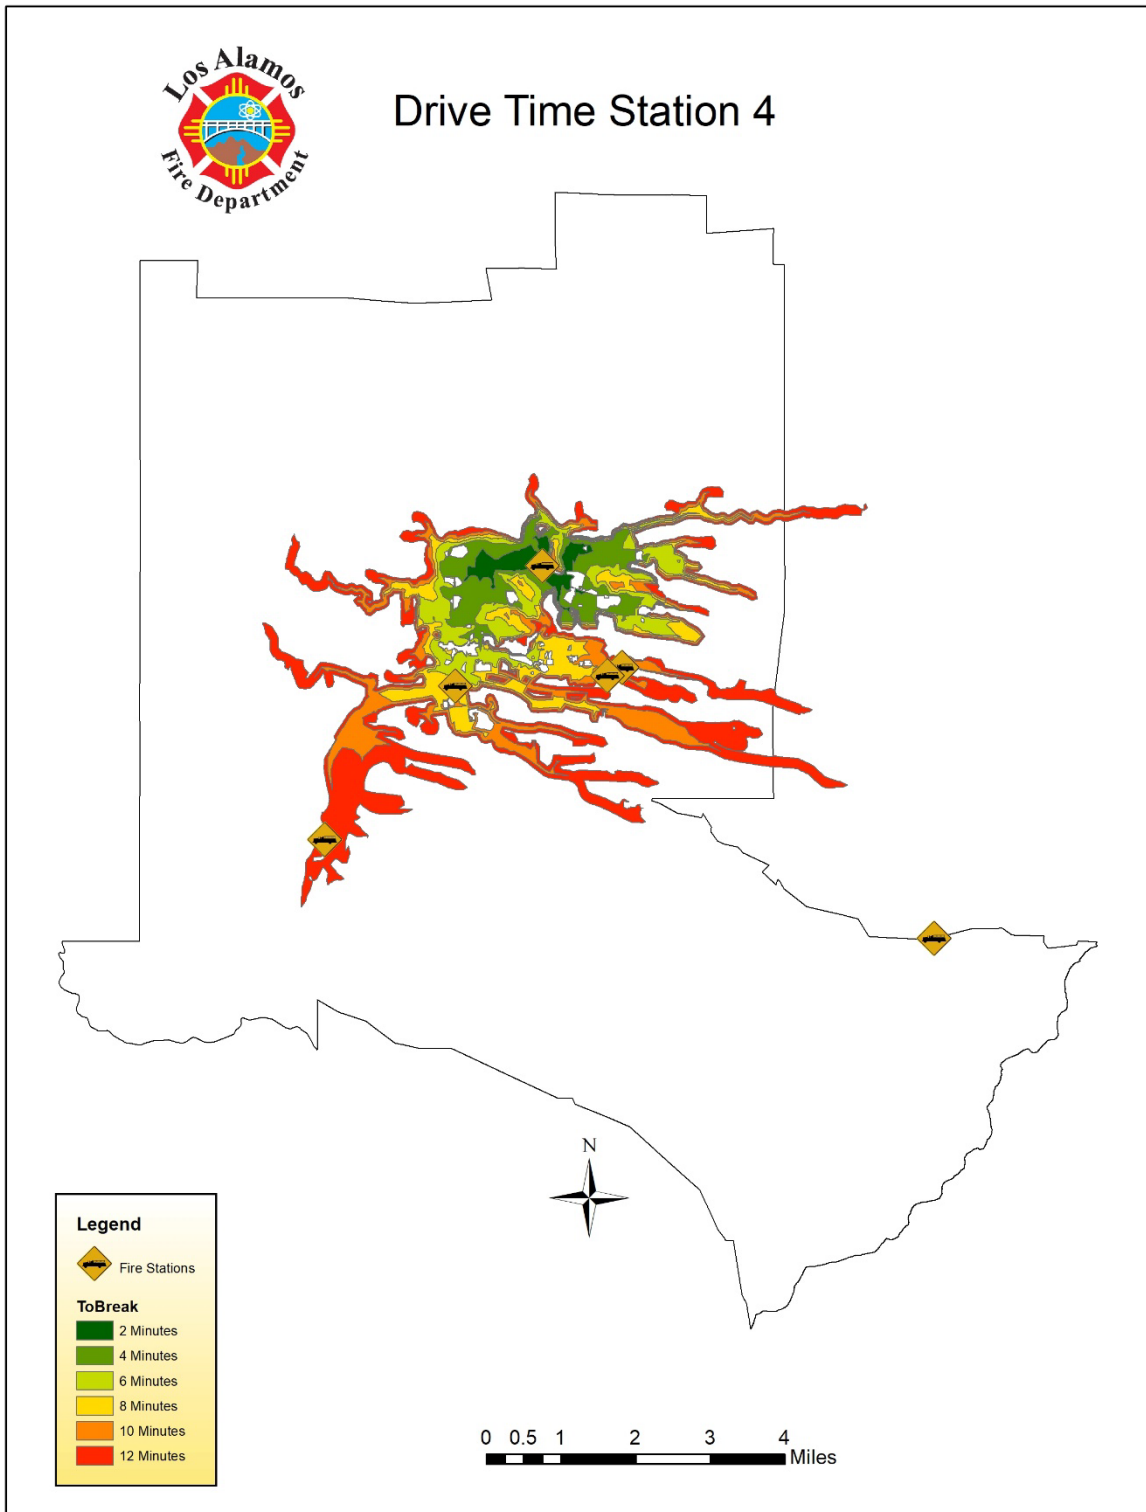 Los Alamos
Fire Department
Drive Time Station 4
N
Legend
Fire Stations
ToBreak
2 Minutes
4 Minutes
6 Minutes
8 Minutes
10 Minutes
12 Minutes
0 0.5 1 2 3 4
Miles